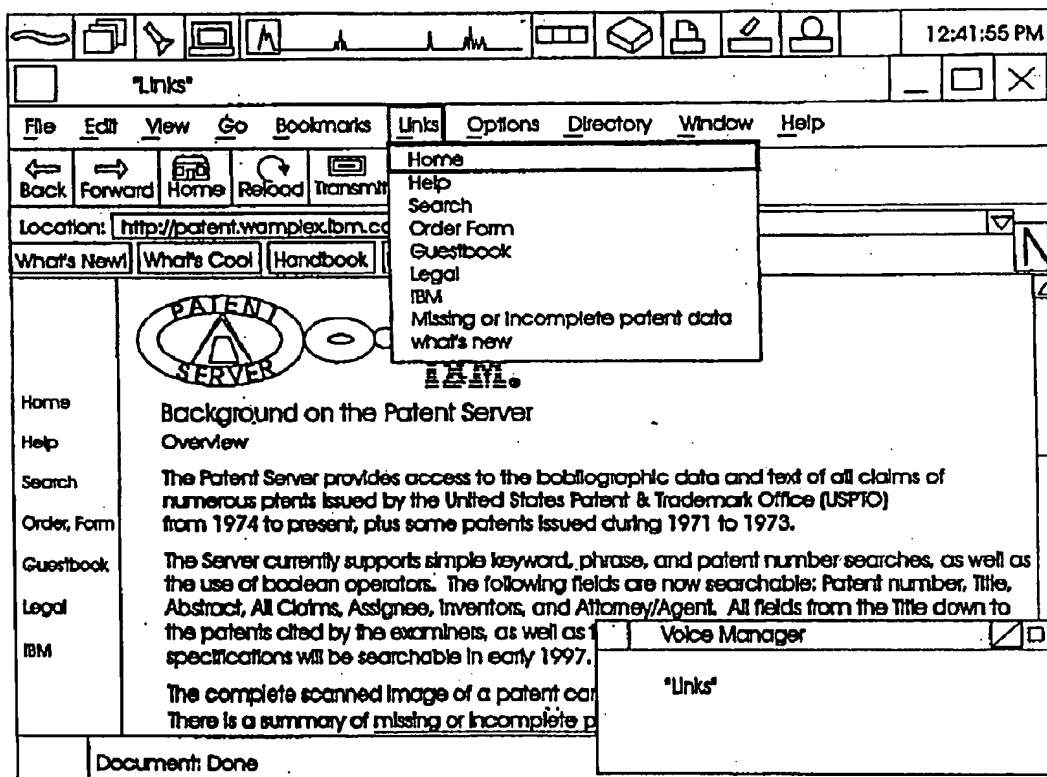 12:41:55 PM
"Links"
File Edit View Go Bookmarks Links Options Directory Window Help
Back Forward Home Reload Transmit
Home
Help
Search
Order Form
Guestbook
Legal
IBM
Missing or incomplete patent data
what's new
Location: http://patent.womplex.ibm.co
What's New! What's Cool Handbook
N
PATENT
SERVER
IBM.
Home
Help
Search
Order, Form
Guestbook
Legal
IBM
Background on the Patent Server
Overview
The Patent Server provides access to the bobliographic data and text of all claims of
numerous ptents issued by the United States Patent & Trademark Office (USPTO)
from 1974 to present, plus some patents issued during 1971 to 1973.
The Server currently supports simple keyword, phrase, and patent number searches, as well as
the use of boolean operators. The following fields are now searchable: Patent number, Title,
Abstract, All Claims, Assignee, Inventors, and Attorney/Agent. All fields from the Title down to
the patents cited by the examiners, as well as t
specifications will be searchable in early 1997.
The complete scanned image of a patent can
There is a summary of missing or incomplete p
Voice Manager
"Links"
Document: Done